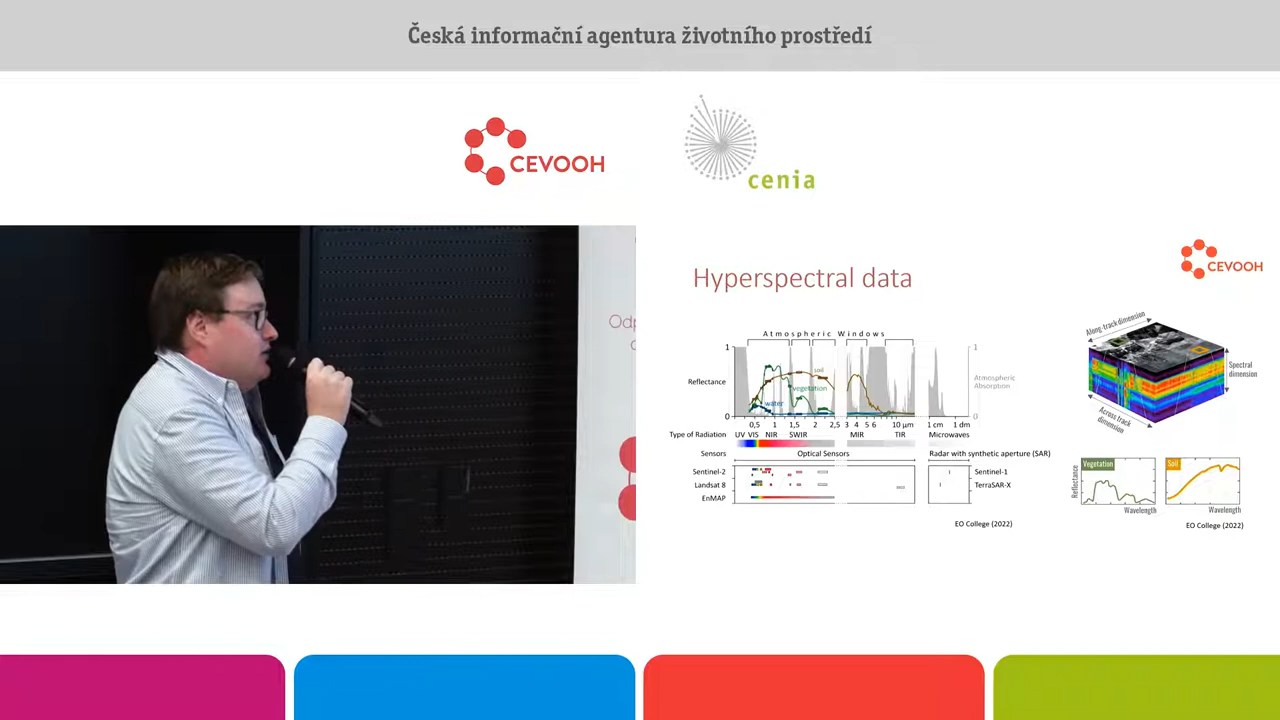 Česká informační agentura životního prostředí
CEVOOH
cenia
CEVOOH
Hyperspectral data
Atmospheric Windows
1
Reflectance
0
soil
vegetation
water
1
Atmospheric
Absorption
0
0,5 1 1,5 2 2,5 3 4 5 6 10 µm 1 cm 1 dm
Type of Radiation UV VIS NIR SWIR MIR TIR Microwaves
Sensors Optical Sensors Radar with synthetic aperture (SAR)
Sentinel-2 Sentinel-1
Landsat 8 TerraSAR-X
EnMAP
EO College (2022)
Along-track dimension
Spectral
dimension
Across track
dimension
Reflectance
Vegetation
Wavelength
Soil
Wavelength
EO College (2022)